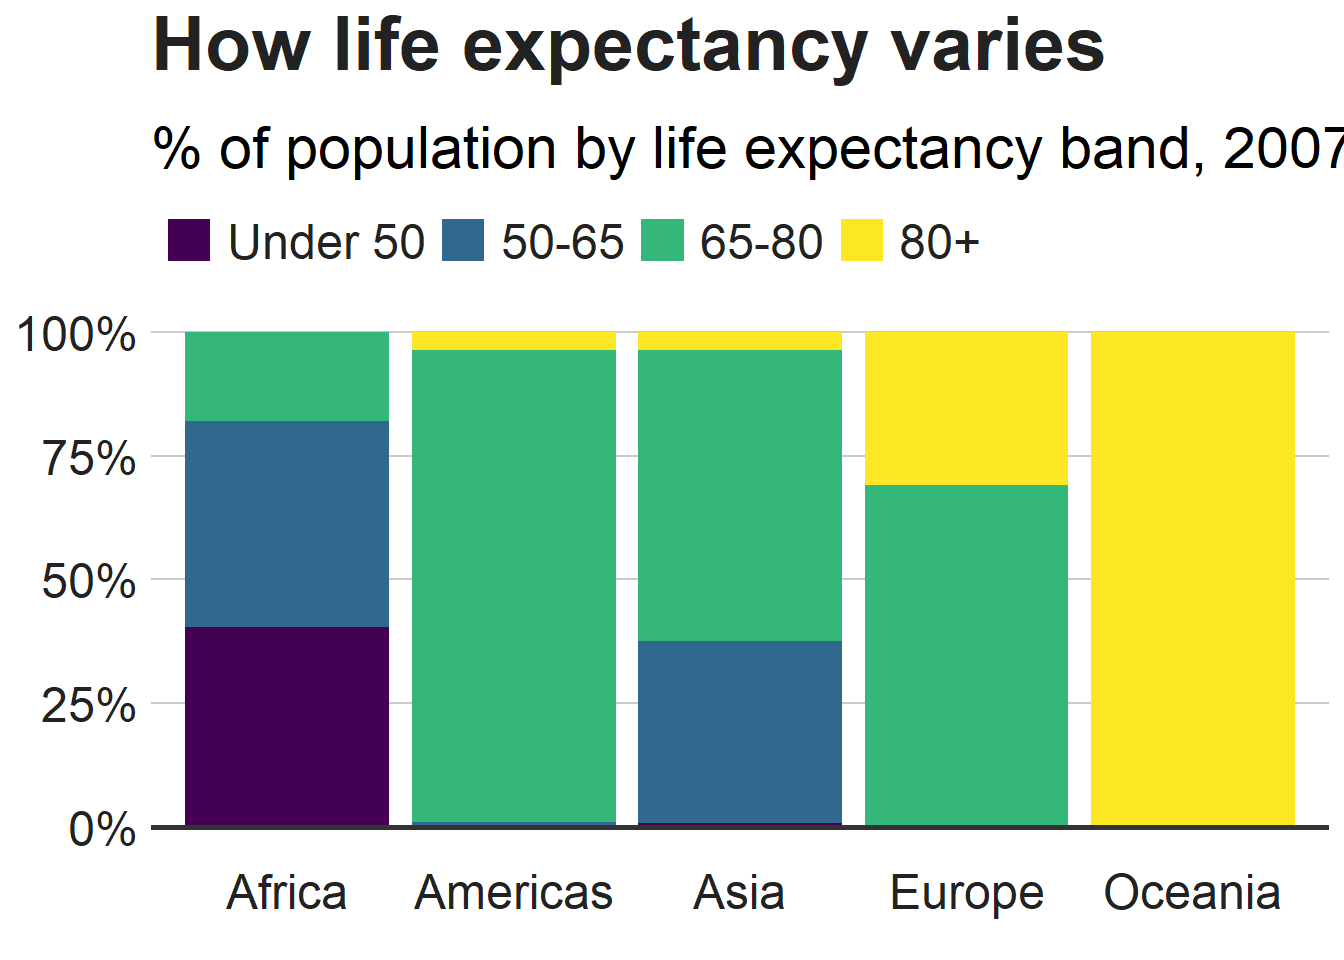 How life expectancy varies
% of population by life expectancy band, 2007
Under 50 50-65 65-80 80+
100%
75%
50%
25%
0%
Africa Americas Asia Europe Oceania